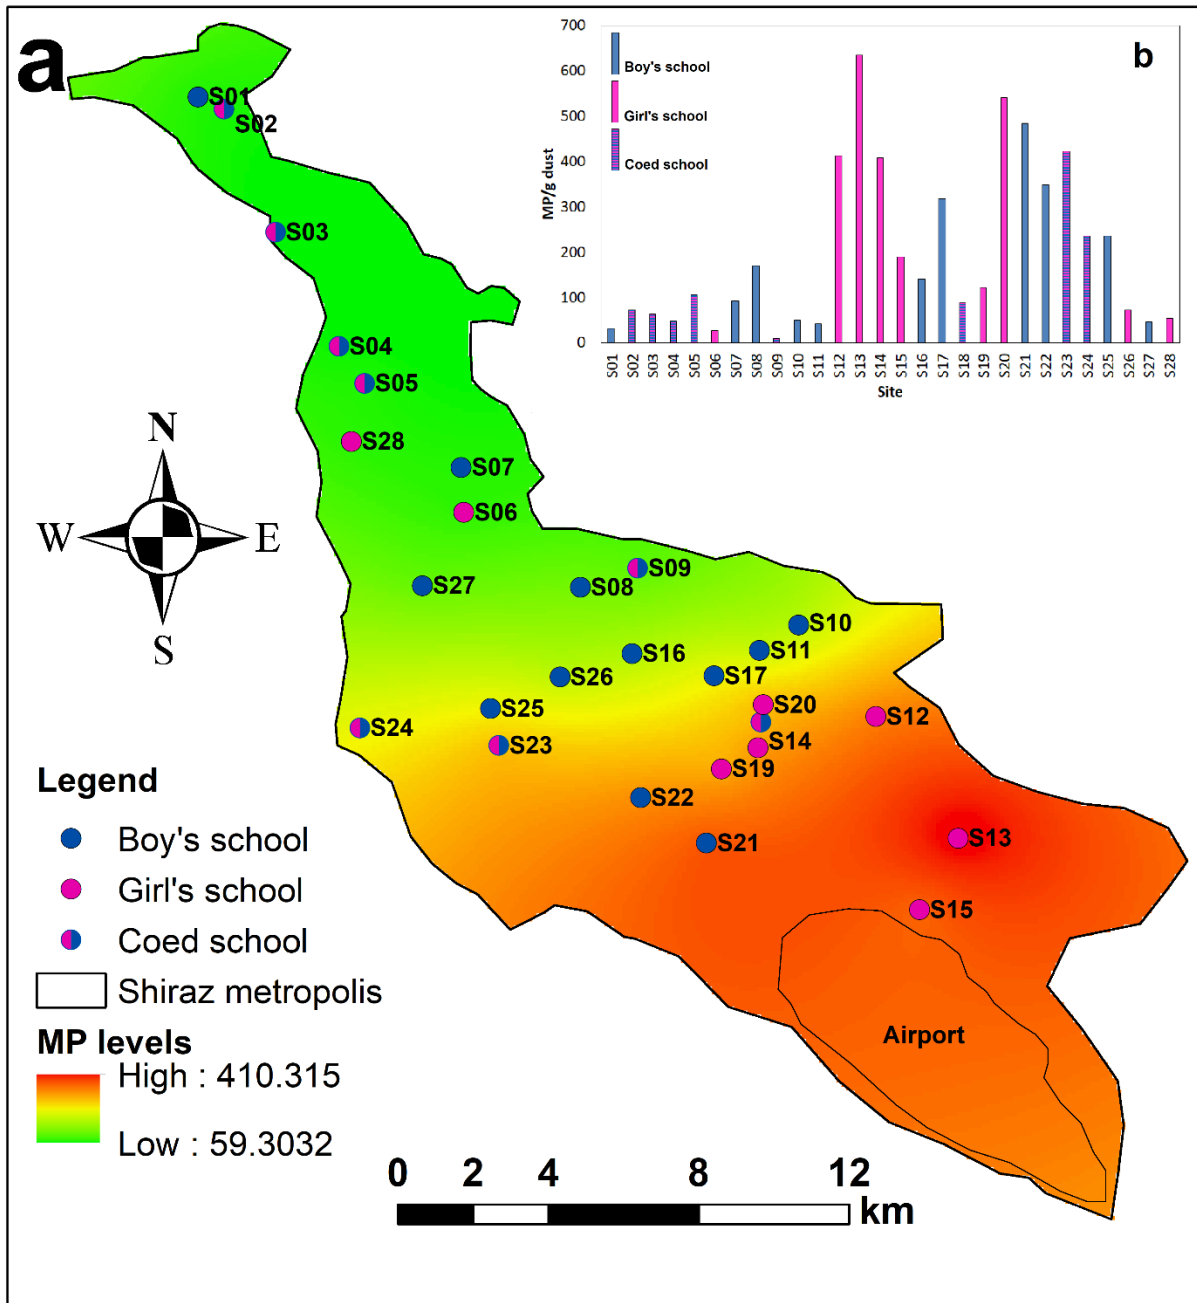 a
b
700
600
500
400
300
200
100
0
MP/g dust
Boy's school
Girl's school
Coed school
S01 S02 S03 S04 S05 S06 S07 S08 S09 S10 S11 S12 S13 S14 S15 S16 S17 S18 S19 S20 S21 S22 S23 S24 S25 S26 S27 S28
Site
S01
S02
S03
S04
S05
S28
S07
S06
S09
S27
S08
S10
S16
S11
S26
S17
S25
S20
S12
S24
S23
S14
S19
S22
S21
S13
S15
Airport
N
W
E
S
Legend
Boy's school
Girl's school
Coed school
Shiraz metropolis
MP levels
High : 410.315
Low : 59.3032
0 2 4 8 12
km